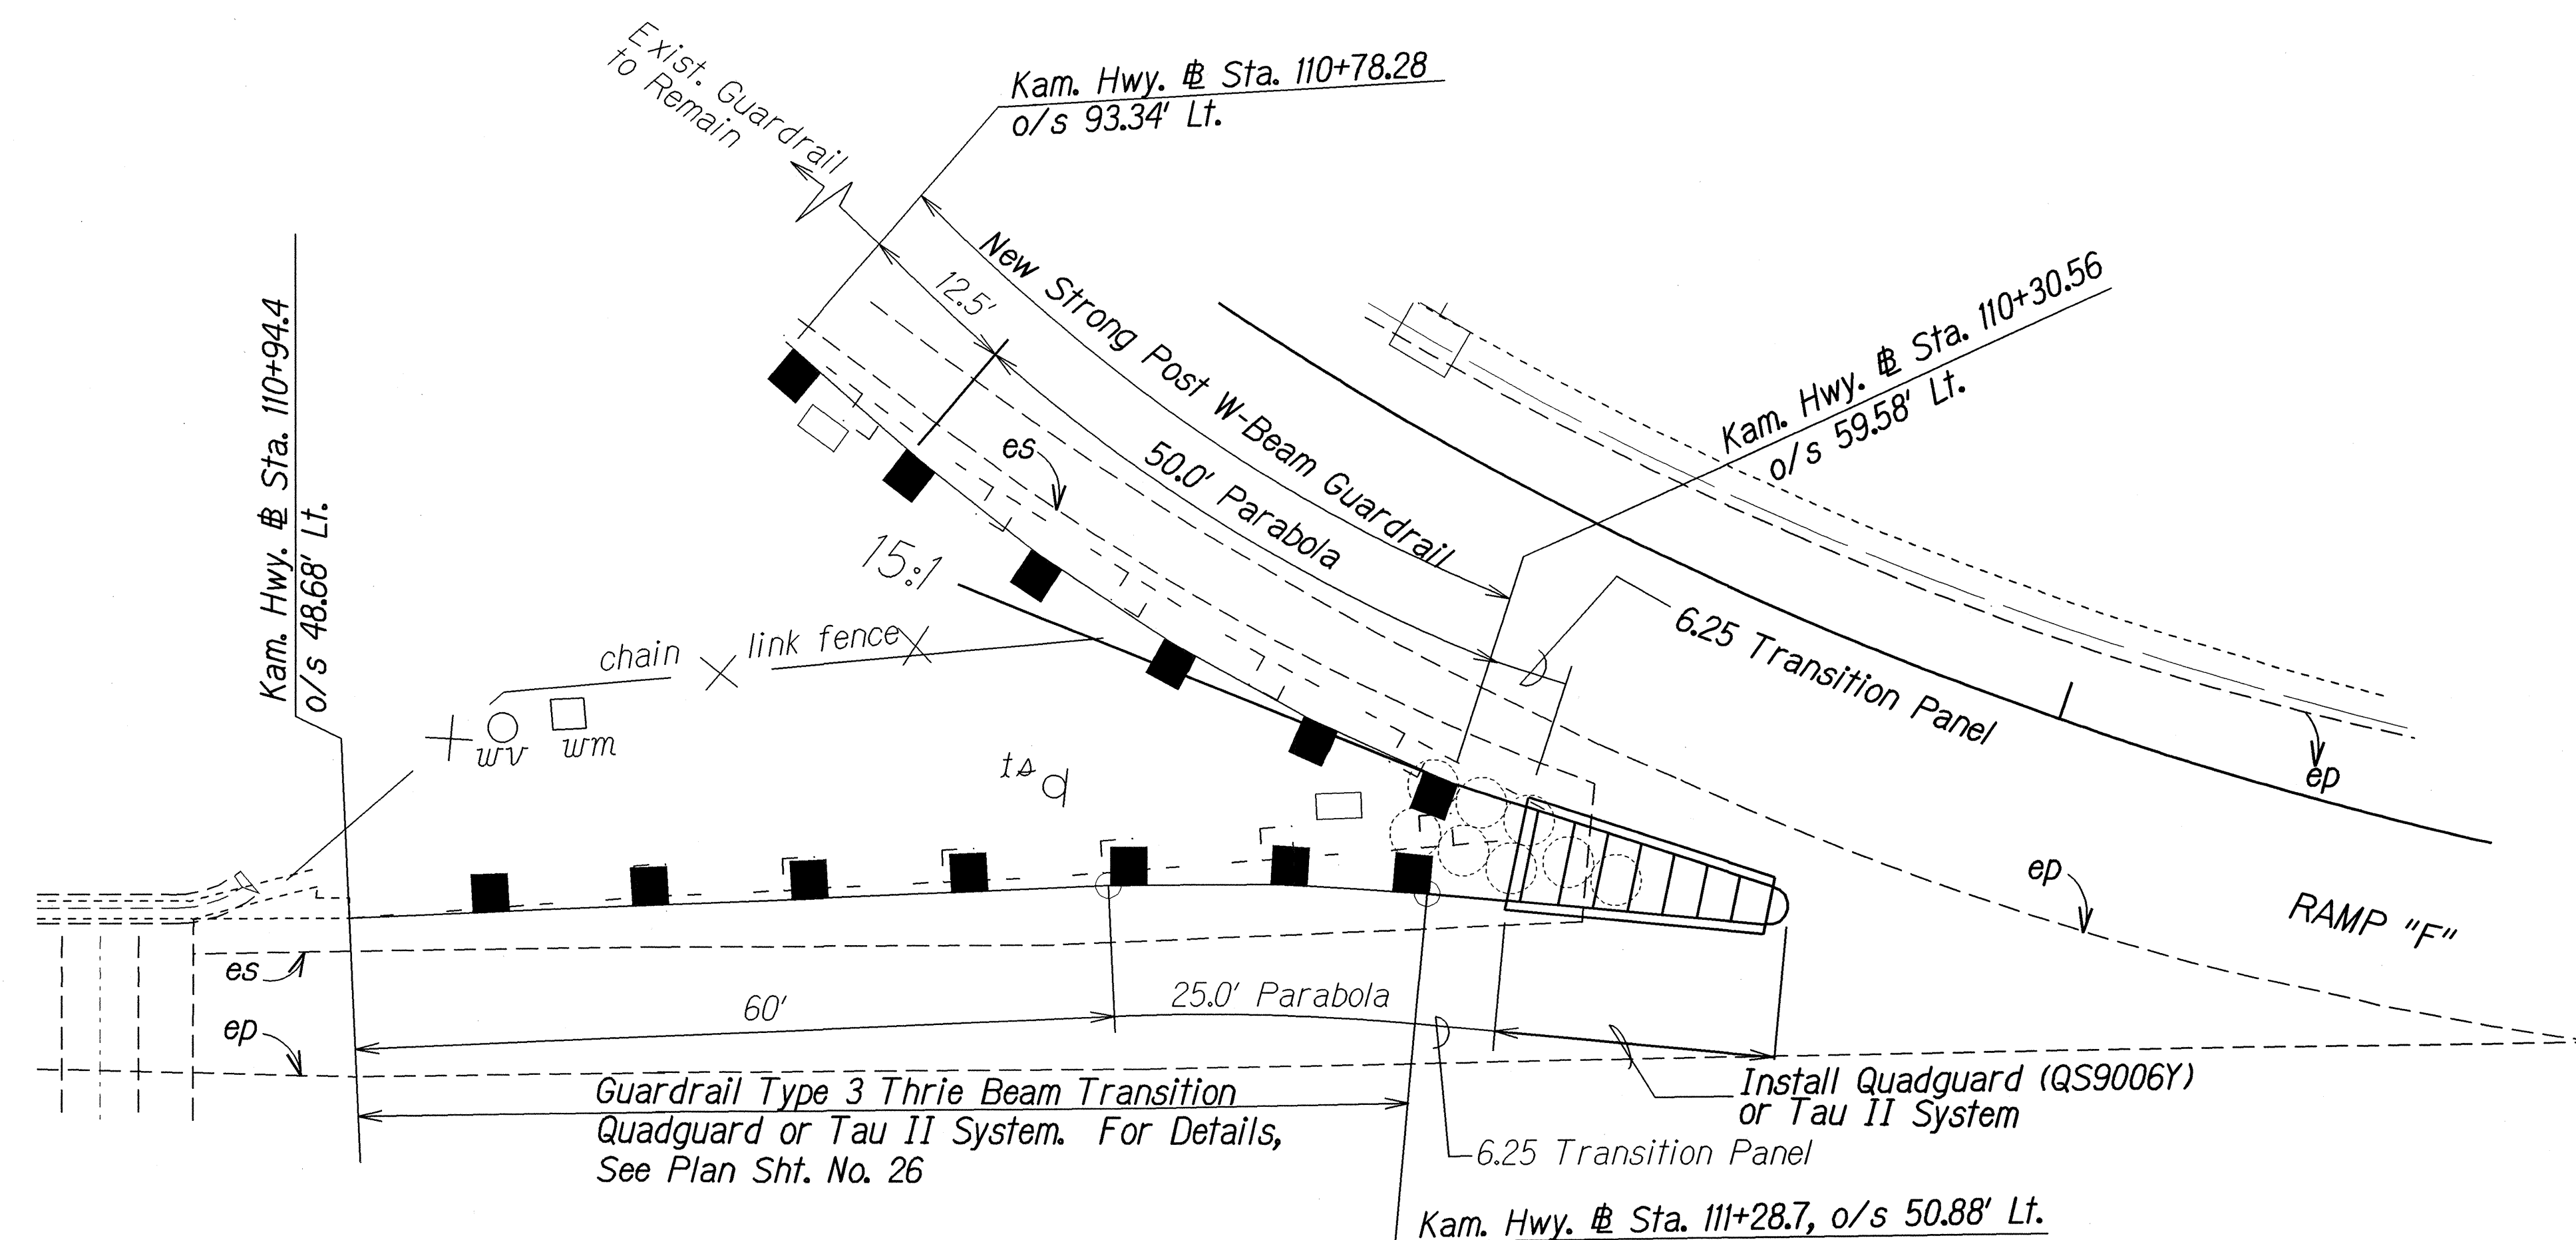 Exist. Guardrail
to Remain
Kam. Hwy. ℄ Sta. 110+78.28
o/s 93.34' Lt.
New Strong Post W-Beam Guardrail
12.5'
50.0' Parabola
es
15:1
Kam. Hwy. ℄ Sta. 110+30.56
o/s 59.58' Lt.
6.25 Transition Panel
Kam. Hwy. ℄ Sta. 110+94.4
o/s 48.68' Lt.
chain
link fence
wv
wm
ts
ep
ep
RAMP "F"
es
ep
60'
25.0' Parabola
Guardrail Type 3 Thrie Beam Transition
Quadguard or Tau II System. For Details,
See Plan Sht. No. 26
Install Quadguard (QS9006Y)
or Tau II System
6.25 Transition Panel
Kam. Hwy. ℄ Sta. 111+28.7, o/s 50.88' Lt.